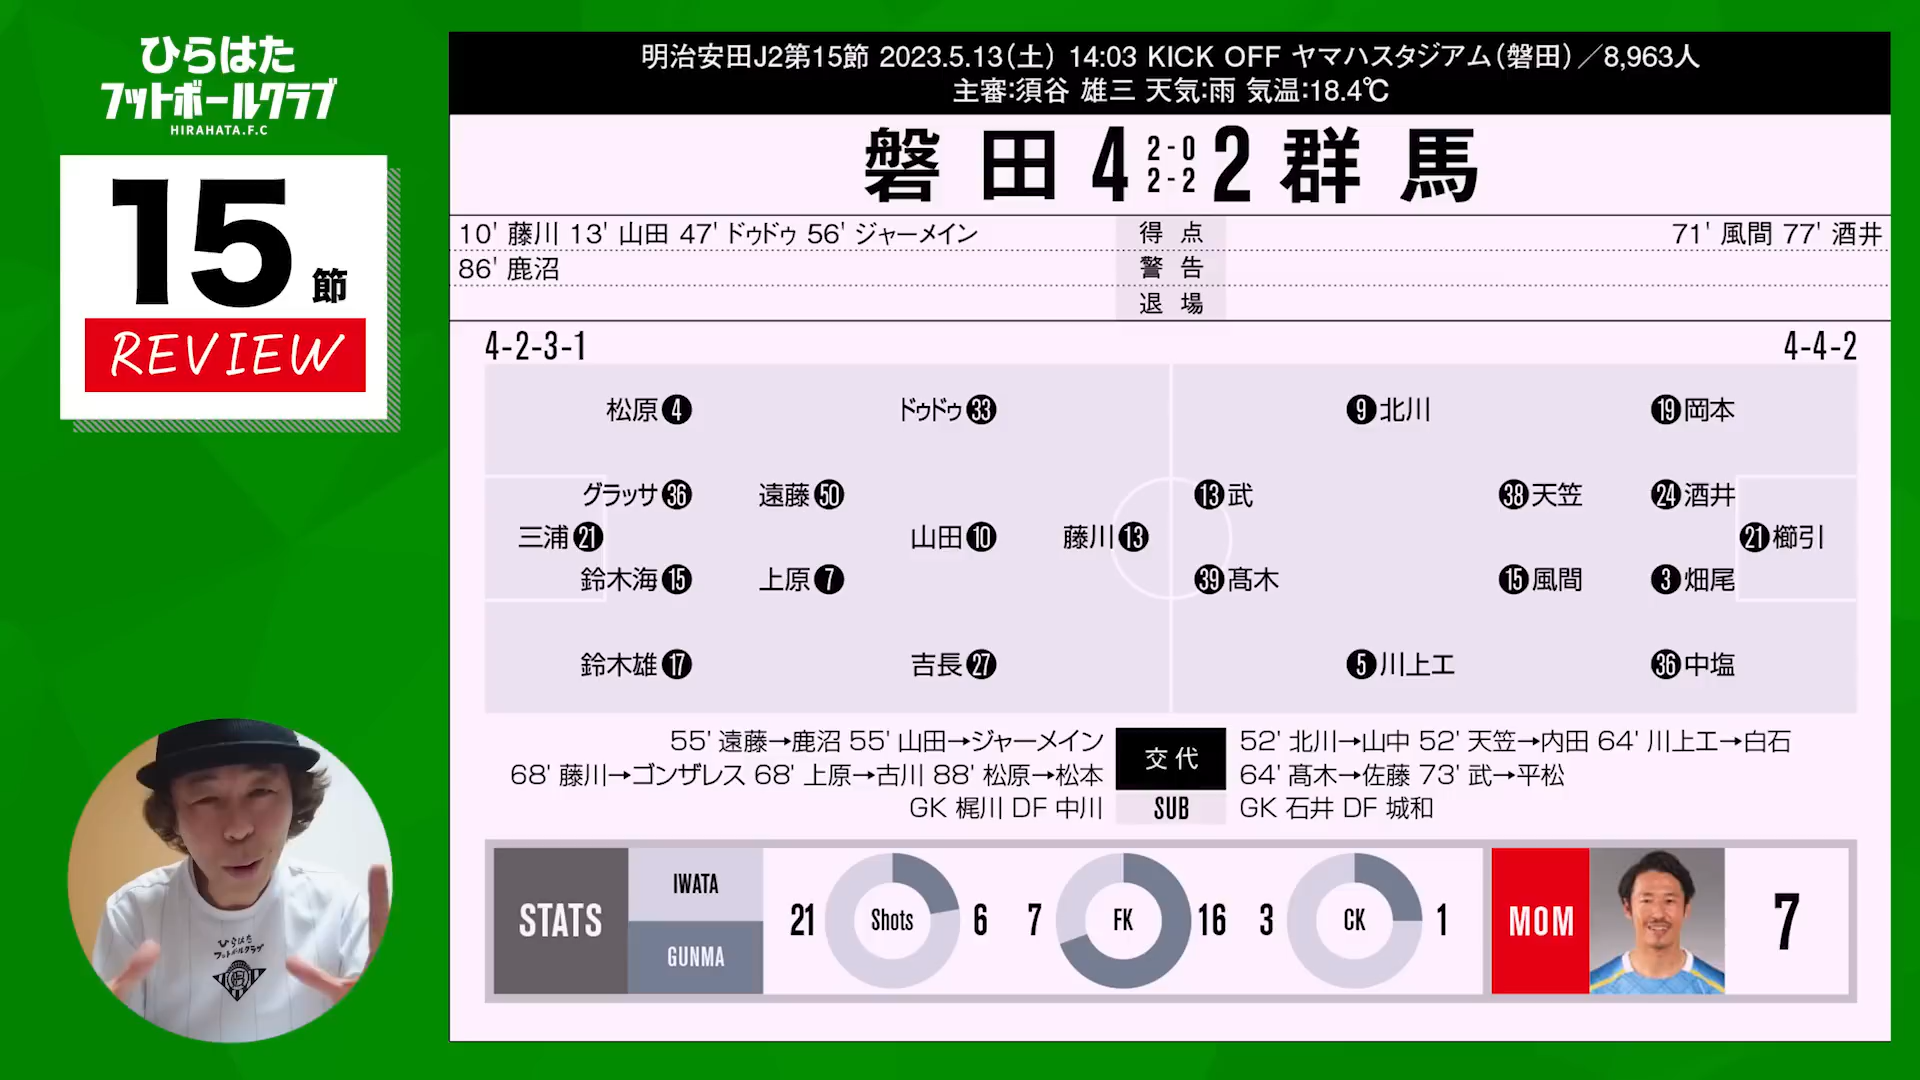 ひらはた
フットボールクラブ
HIRAHATA.F.C
15節
REVIEW
明治安田J2第15節 2023.5.13(土) 14:03 KICK OFF ヤマハスタジアム(磐田)／8,963人
主審:須谷 雄三 天気:雨 気温:18.4℃
磐田 4 2-0 2 群馬
2-2
10' 藤川 13' 山田 47' ドゥドゥ 56' ジャーメイン 得点 71' 風間 77' 酒井
86' 鹿沼 警告
退場
4-2-3-1 4-4-2
松原 4 ドゥドゥ 33 9 北川 19 岡本
グラッサ 36 遠藤 50 13 武 38 天笠 24 酒井
三浦 21 山田 10 藤川 13 21 櫛引
鈴木海 15 上原 7 39 髙木 15 風間 3 畑尾
鈴木雄 17 吉長 27 5 川上エ 36 中塩
55' 遠藤→鹿沼 55' 山田→ジャーメイン 交代 52' 北川→山中 52' 天笠→内田 64' 川上エ→白石
68' 藤川→ゴンザレス 68' 上原→古川 88' 松原→松本 64' 髙木→佐藤 73' 武→平松
GK 梶川 DF 中川 SUB GK 石井 DF 城和
STATS IWATA 21 Shots 6 7 FK 16 3 CK 1 MOM 7
GUNMA
ひらはた
フットボールクラブ